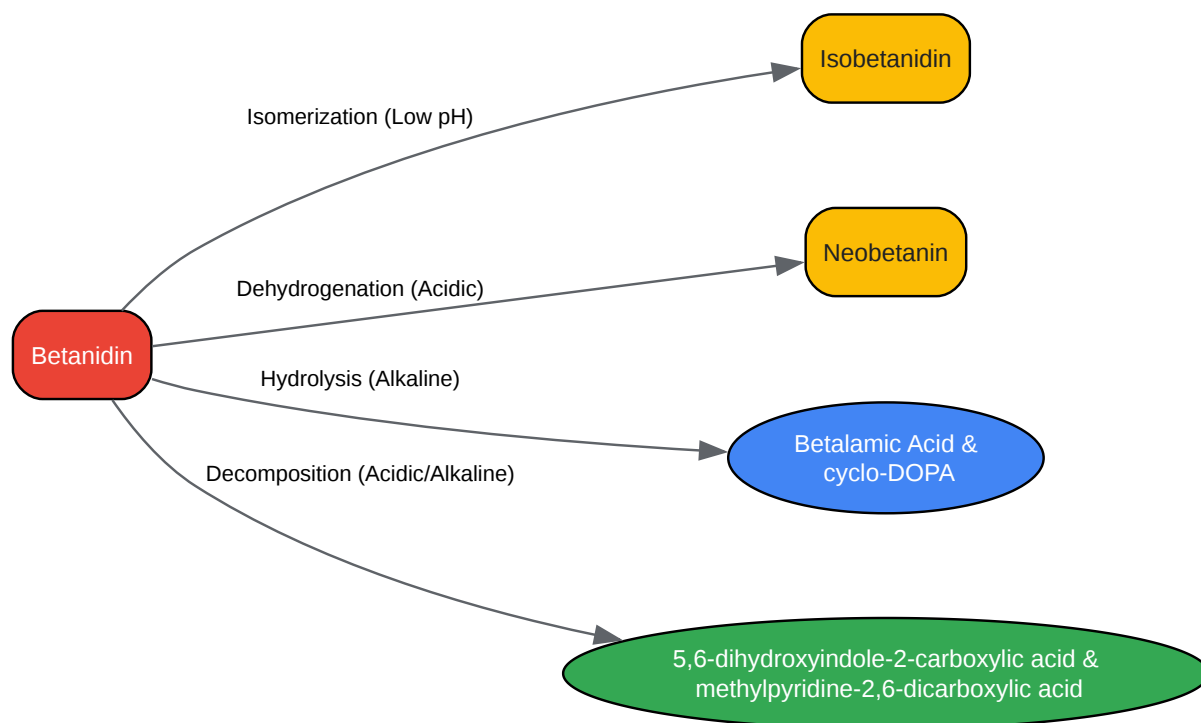 Isobetanidin
Isomerization (Low pH)
Neobetanin
Dehydrogenation (Acidic)
Betanidin
Hydrolysis (Alkaline)
Betalamic Acid &
cyclo-DOPA
Decomposition (Acidic/Alkaline)
5,6-dihydroxyindole-2-carboxylic acid &
methylpyridine-2,6-dicarboxylic acid